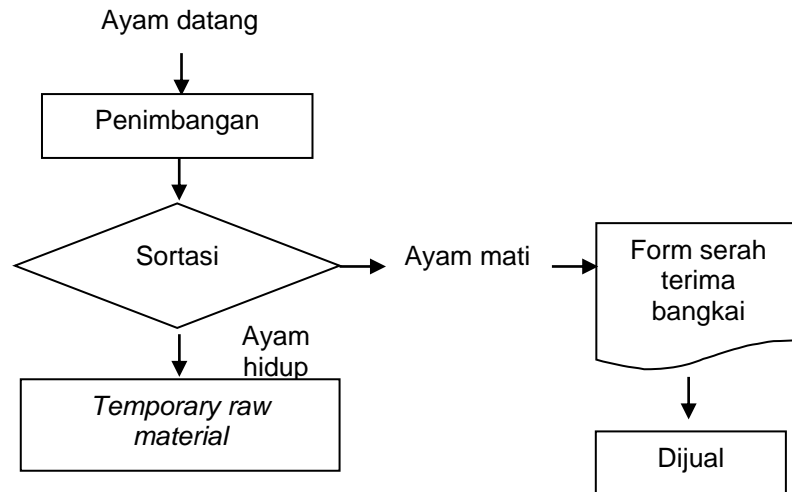 Ayam datang
Penimbangan
Sortasi
Ayam mati
Form serah
terima
bangkai
Ayam
hidup
Temporary raw
material
Dijual